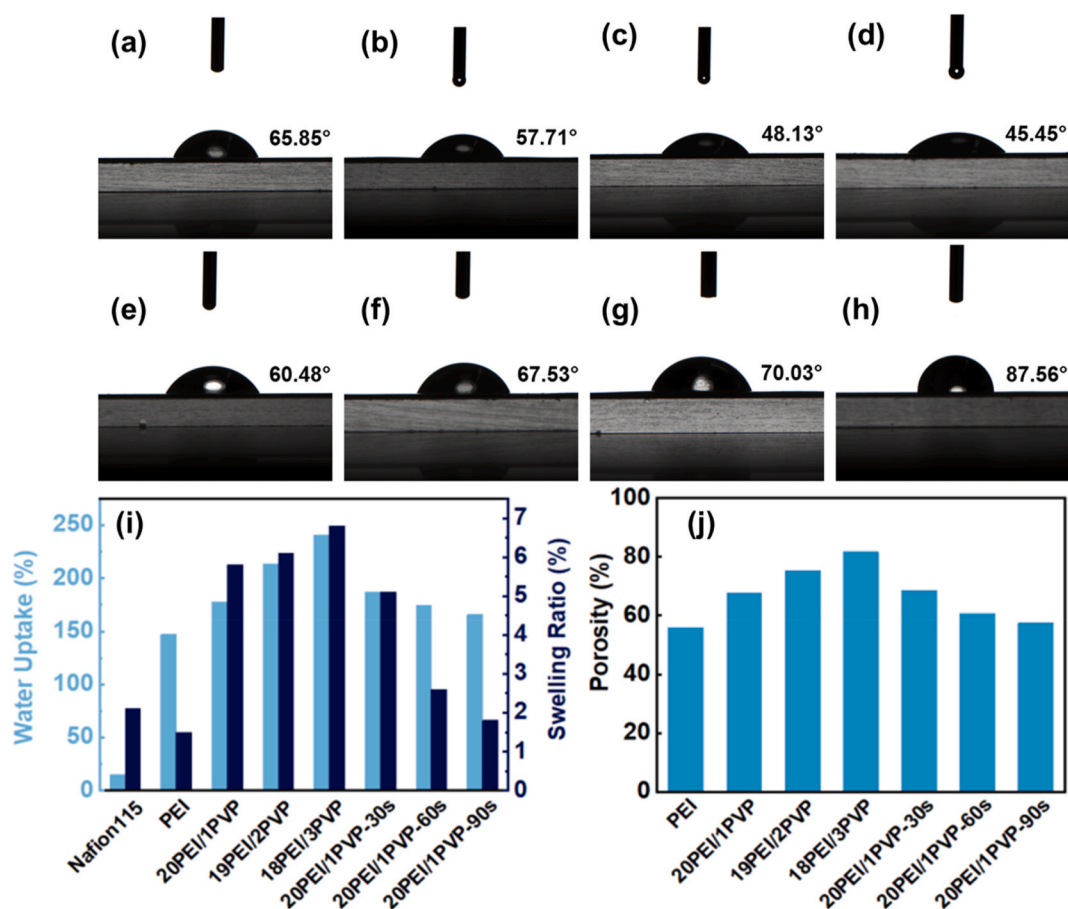 (a)
(b)
(c)
(d)
65.85°
57.71°
48.13°
45.45°
(e)
(f)
(g)
(h)
60.48°
67.53°
70.03°
87.56°
(i)
Water Uptake (%)
250
200
150
100
50
0
Swelling Ratio (%)
7
6
5
4
3
2
1
0
Nafion115
PEI
20PEI/1PVP
19PEI/2PVP
18PEI/3PVP
20PEI/1PVP-30s
20PEI/1PVP-60s
20PEI/1PVP-90s
(j)
Porosity (%)
100
80
60
40
20
0
PEI
20PEI/1PVP
19PEI/2PVP
18PEI/3PVP
20PEI/1PVP-30s
20PEI/1PVP-60s
20PEI/1PVP-90s